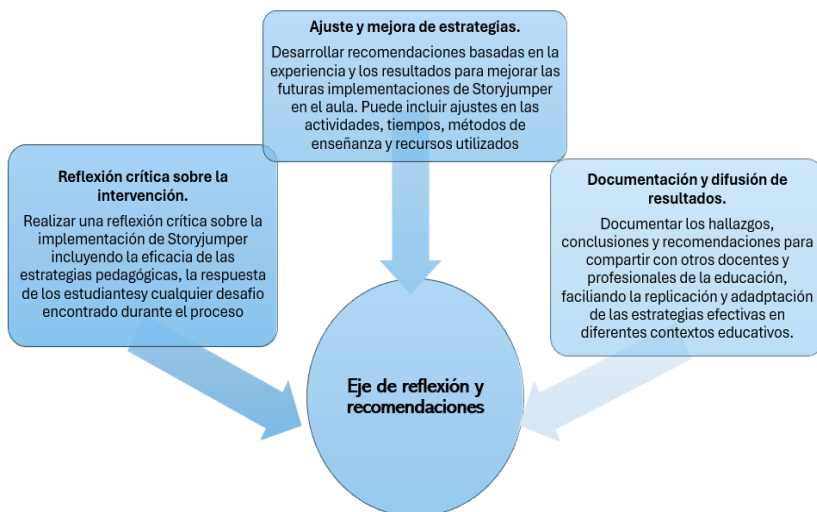 Ajuste y mejora de estrategias.
Desarrollar recomendaciones basadas en la
experiencia y los resultados para mejorar las
futuras implementaciones de Storyjumper
en el aula. Puede incluir ajustes en las
actividades, tiempos, métodos de
enseñanza y recursos utilizados
Reflexión crítica sobre la
intervención.
Realizar una reflexión crítica sobre la
implementación de Storyjumper
incluyendo la eficacia de las
estrategias pedagógicas, la respuesta
de los estudiantesy cualquier desafio
encontrado durante el proceso
Documentación y difusión de
resultados.
Documentar los hallazgos,
conclusiones y recomendaciones para
compartir con otros docentes y
profesionales de la educación,
faciliando la replicación y adadptación
de las estrategias efectivas en
diferentes contextos educativos.
Eje de reflexión y
recomendaciones